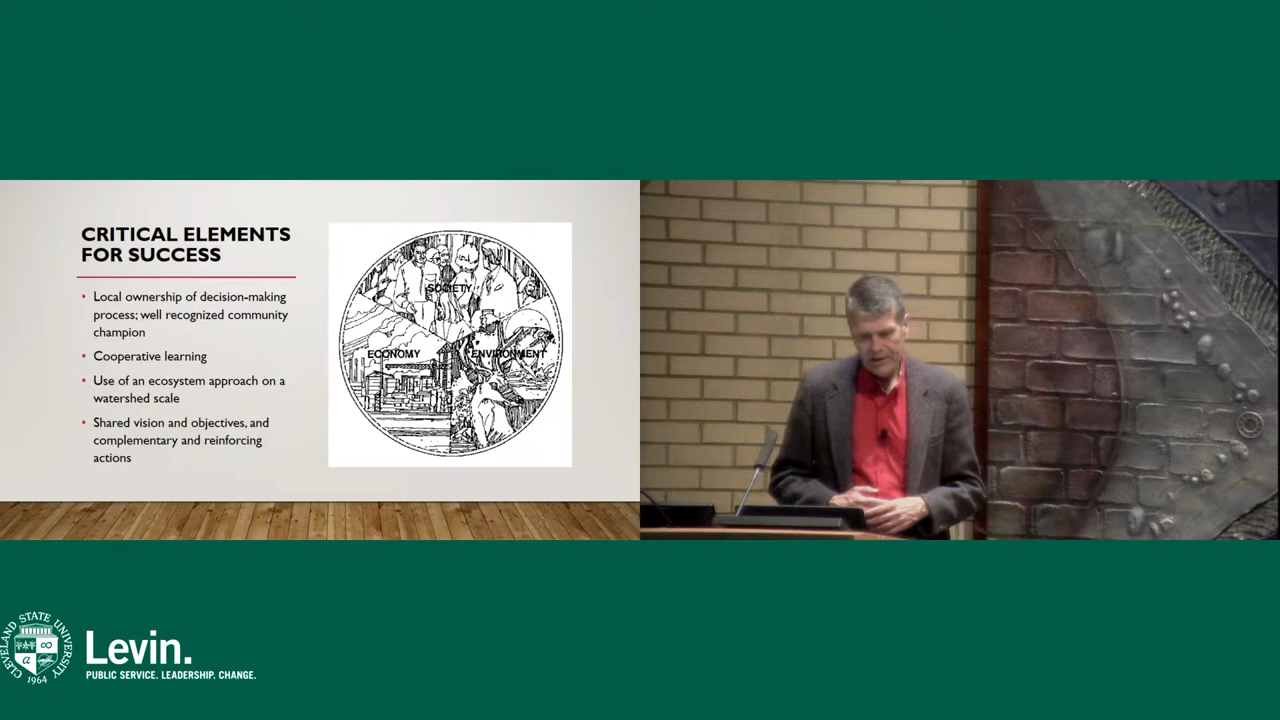 CRITICAL ELEMENTS
FOR SUCCESS
• Local ownership of decision-making
process; well recognized community
champion
• Cooperative learning
• Use of an ecosystem approach on a
watershed scale
• Shared vision and objectives, and
complementary and reinforcing
actions
SOCIETY
ECONOMY
ENVIRONMENT
CLEVELAND STATE UNIVERSITY
1964
Levin.
PUBLIC SERVICE. LEADERSHIP. CHANGE.